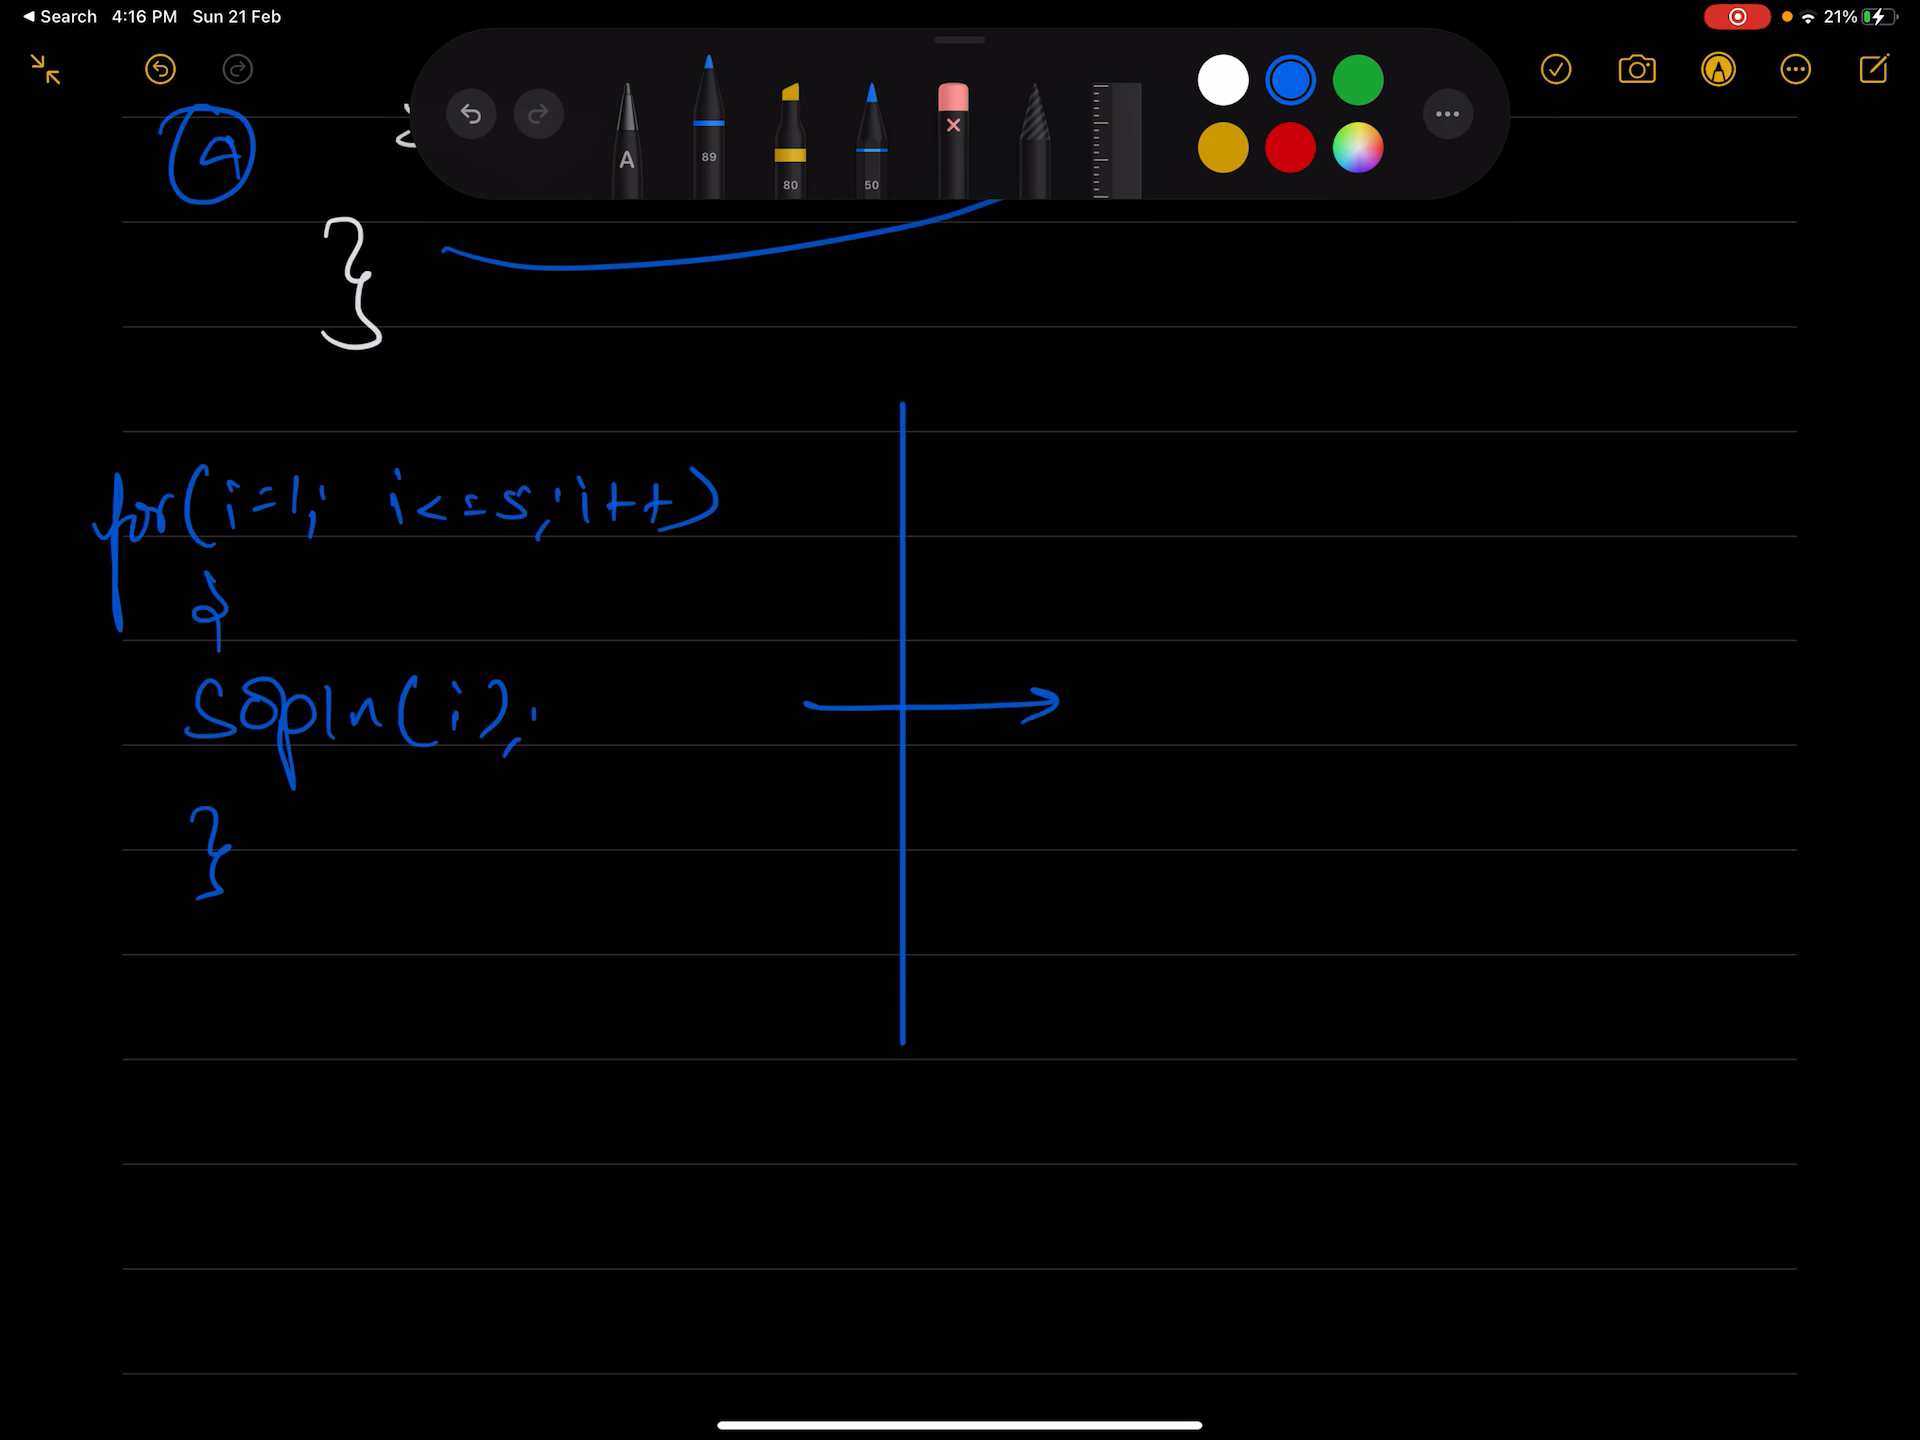 Search 4:16 PM Sun 21 Feb 21%
A 89 80 50
4
}
for(i=1; i<=5; i++)
{
Sopln(i);
}